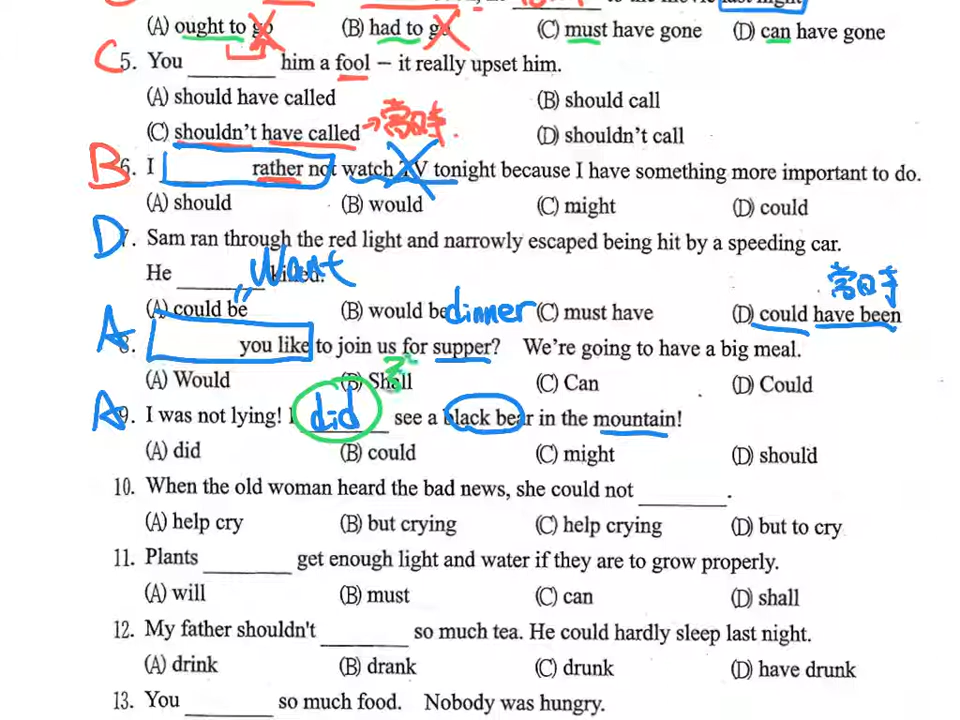 to the movie last night
(A) ought to go (B) had to go (C) must have gone (D) can have gone
C 5. You ________ him a fool – it really upset him.
(A) should have called (B) should call
(C) shouldn't have called → (D) shouldn't call
B 6. I ________ rather not watch TV tonight because I have something more important to do.
(A) should (B) would (C) might (D) could
D 7. Sam ran through the red light and narrowly escaped being hit by a speeding car.
He ________ killed.
Want
(A) could be (B) would be (C) must have (D) could have been
dinner
A 8. ________ you like to join us for supper? We're going to have a big meal.
(A) Would (B) Shall (C) Can (D) Could
A 9. I was not lying! I did see a black bear in the mountain!
(A) did (B) could (C) might (D) should
10. When the old woman heard the bad news, she could not ________.
(A) help cry (B) but crying (C) help crying (D) but to cry
11. Plants ________ get enough light and water if they are to grow properly.
(A) will (B) must (C) can (D) shall
12. My father shouldn't ________ so much tea. He could hardly sleep last night.
(A) drink (B) drank (C) drunk (D) have drunk
13. You ________ so much food. Nobody was hungry.